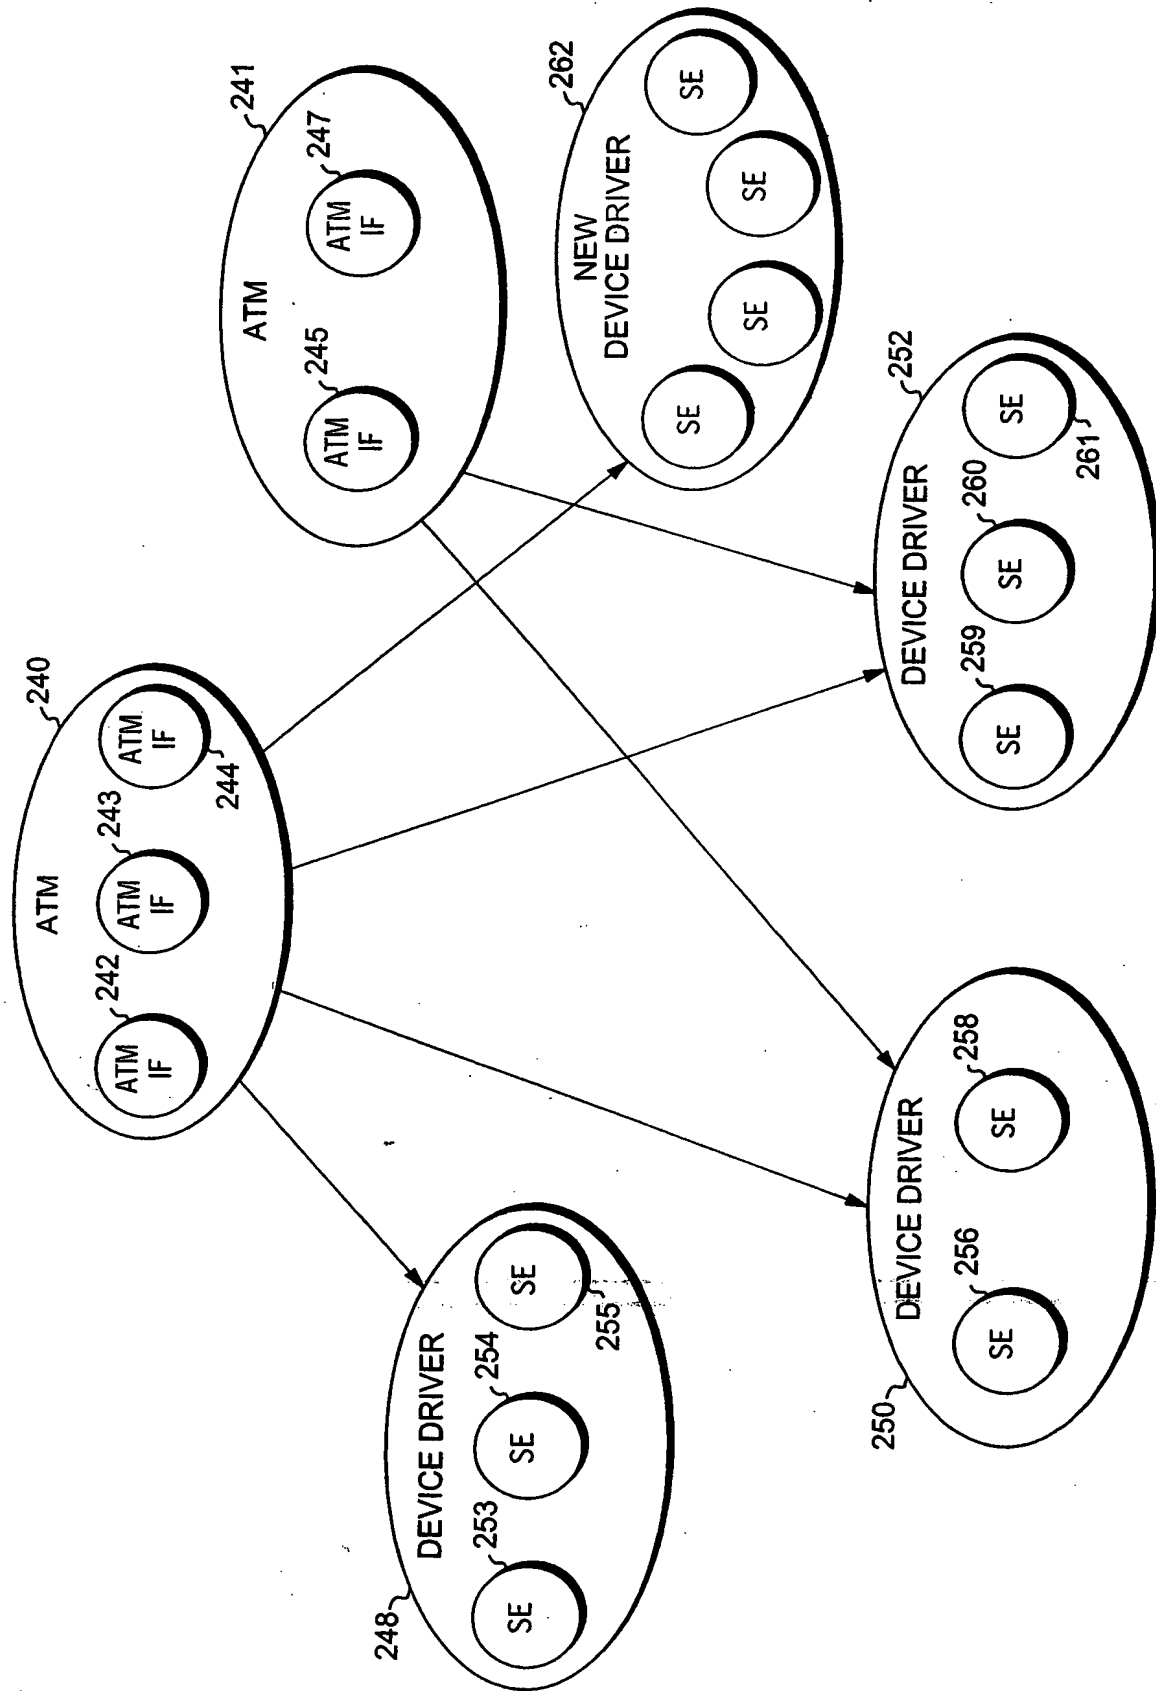 240
ATM
242
243
ATM
IF
ATM
IF
ATM
IF
244
241
ATM
245
247
ATM
IF
ATM
IF
248
DEVICE DRIVER
253
254
SE
SE
SE
255
262
NEW
DEVICE DRIVER
SE
SE
SE
SE
250
DEVICE DRIVER
256
258
SE
SE
252
DEVICE DRIVER
259
260
SE
SE
SE
261